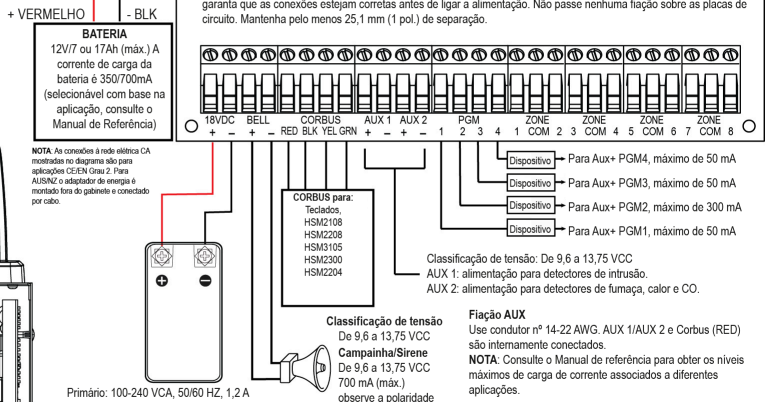 garanta que as conexões estejam corretas antes de ligar a alimentação. Não passe nenhuma fiação sobre as placas de
circuito. Mantenha pelo menos 25,1 mm (1 pol.) de separação.
+ VERMELHO
- BLK
BATERIA
12V/7 ou 17Ah (máx.) A
corrente de carga da
bateria é 350/700mA
(selecionável com base na
aplicação, consulte o
Manual de Referência)
NOTA: As conexões à rede elétrica CA
mostradas no diagrama são para
aplicações CE/EN Grau 2. Para
AUS/NZ o adaptador de energia é
montado fora do gabinete e conectado
por cabo.
18VDC BELL CORBUS AUX 1 AUX 2 PGM ZONE ZONE ZONE ZONE
+ – + – RED BLK YEL GRN + – + – 1 2 3 4 1 COM 2 3 COM 4 5 COM 6 7 COM 8
Dispositivo Para Aux+ PGM4, máximo de 50 mA
Dispositivo Para Aux+ PGM3, máximo de 50 mA
Dispositivo Para Aux+ PGM2, máximo de 300 mA
Dispositivo Para Aux+ PGM1, máximo de 50 mA
CORBUS para:
Teclados,
HSM2108
HSM2208
HSM3105
HSM2300
HSM2204
Classificação de tensão: De 9,6 a 13,75 VCC
AUX 1: alimentação para detectores de intrusão.
AUX 2: alimentação para detectores de fumaça, calor e CO.
+ –
Classificação de tensão
De 9,6 a 13,75 VCC
Campainha/Sirene
De 9,6 a 13,75 VCC
700 mA (máx.)
observe a polaridade
Fiação AUX
Use condutor nº 14-22 AWG. AUX 1/AUX 2 e Corbus (RED)
são internamente conectados.
NOTA: Consulte o Manual de referência para obter os níveis
máximos de carga de corrente associados a diferentes
aplicações.
Primário: 100-240 VCA, 50/60 HZ, 1,2 A